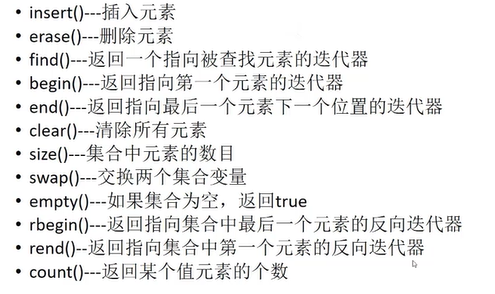 • insert()---插入元素
• erase()---删除元素
• find()---返回一个指向被查找元素的迭代器
• begin()---返回指向第一个元素的迭代器
• end()---返回指向最后一个元素下一个位置的迭代器
• clear()---清除所有元素
• size()---集合中元素的数目
• swap()---交换两个集合变量
• empty()---如果集合为空，返回true
• rbegin()---返回指向集合中最后一个元素的反向迭代器
• rend()--返回指向集合中第一个元素的反向迭代器
• count()---返回某个值元素的个数